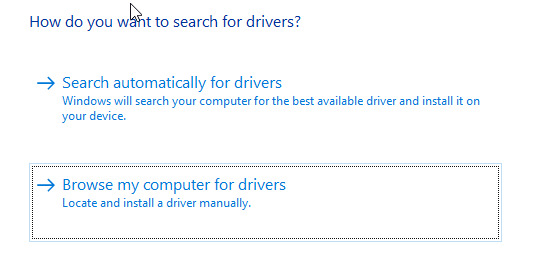 How do you want to search for drivers?
Search automatically for drivers
Windows will search your computer for the best available driver and install it on
your device.
Browse my computer for drivers
Locate and install a driver manually.